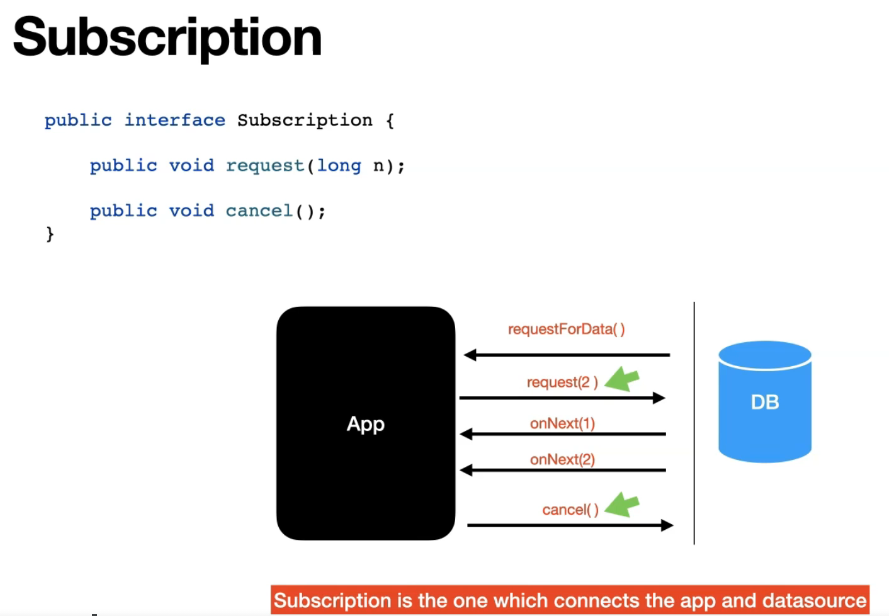 Subscription
public interface Subscription {
public void request(long n);
public void cancel();
}
requestForData( )
request(2 )
onNext(1)
onNext(2)
cancel( )
App
DB
Subscription is the one which connects the app and datasource